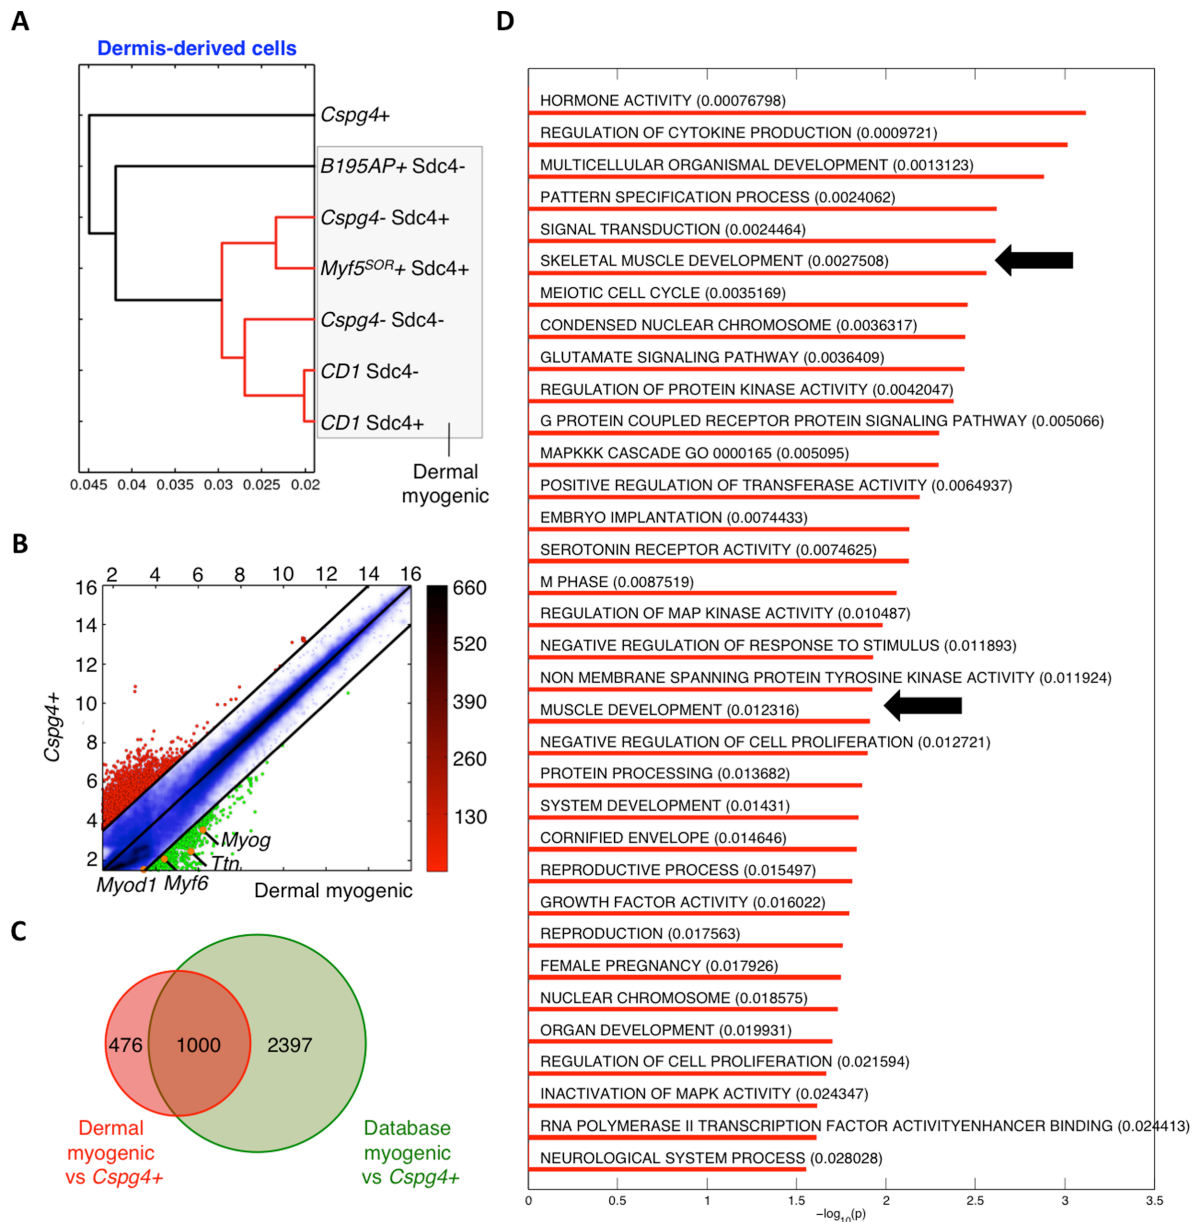 A
Dermis-derived cells
Cspg4+
B195AP+ Sdc4-
Cspg4- Sdc4+
Myf5SOR+ Sdc4+
Cspg4- Sdc4-
CD1 Sdc4-
CD1 Sdc4+
0.045 0.04 0.035 0.03 0.025 0.02
Dermal
myogenic
B
2 4 6 8 10 12 14 16
16
14
12
10
8
6
4
2
Cspg4+
Myog
Ttn
Myod1 Myf6
Dermal myogenic
660
520
390
260
130
C
476 1000 2397
Dermal
myogenic
vs Cspg4+
Database
myogenic
vs Cspg4+
D
HORMONE ACTIVITY (0.00076798)
REGULATION OF CYTOKINE PRODUCTION (0.0009721)
MULTICELLULAR ORGANISMAL DEVELOPMENT (0.0013123)
PATTERN SPECIFICATION PROCESS (0.0024062)
SIGNAL TRANSDUCTION (0.0024464)
SKELETAL MUSCLE DEVELOPMENT (0.0027508)
MEIOTIC CELL CYCLE (0.0035169)
CONDENSED NUCLEAR CHROMOSOME (0.0036317)
GLUTAMATE SIGNALING PATHWAY (0.0036409)
REGULATION OF PROTEIN KINASE ACTIVITY (0.0042047)
G PROTEIN COUPLED RECEPTOR PROTEIN SIGNALING PATHWAY (0.005066)
MAPKKK CASCADE GO 0000165 (0.005095)
POSITIVE REGULATION OF TRANSFERASE ACTIVITY (0.0064937)
EMBRYO IMPLANTATION (0.0074433)
SEROTONIN RECEPTOR ACTIVITY (0.0074625)
M PHASE (0.0087519)
REGULATION OF MAP KINASE ACTIVITY (0.010487)
NEGATIVE REGULATION OF RESPONSE TO STIMULUS (0.011893)
NON MEMBRANE SPANNING PROTEIN TYROSINE KINASE ACTIVITY (0.011924)
MUSCLE DEVELOPMENT (0.012316)
NEGATIVE REGULATION OF CELL PROLIFERATION (0.012721)
PROTEIN PROCESSING (0.013682)
SYSTEM DEVELOPMENT (0.01431)
CORNIFIED ENVELOPE (0.014646)
REPRODUCTIVE PROCESS (0.015497)
GROWTH FACTOR ACTIVITY (0.016022)
REPRODUCTION (0.017563)
FEMALE PREGNANCY (0.017926)
NUCLEAR CHROMOSOME (0.018575)
ORGAN DEVELOPMENT (0.019931)
REGULATION OF CELL PROLIFERATION (0.021594)
INACTIVATION OF MAPK ACTIVITY (0.024347)
RNA POLYMERASE II TRANSCRIPTION FACTOR ACTIVITYENHANCER BINDING (0.024413)
NEUROLOGICAL SYSTEM PROCESS (0.028028)
0 0.5 1 1.5 2 2.5 3 3.5
−log10(p)